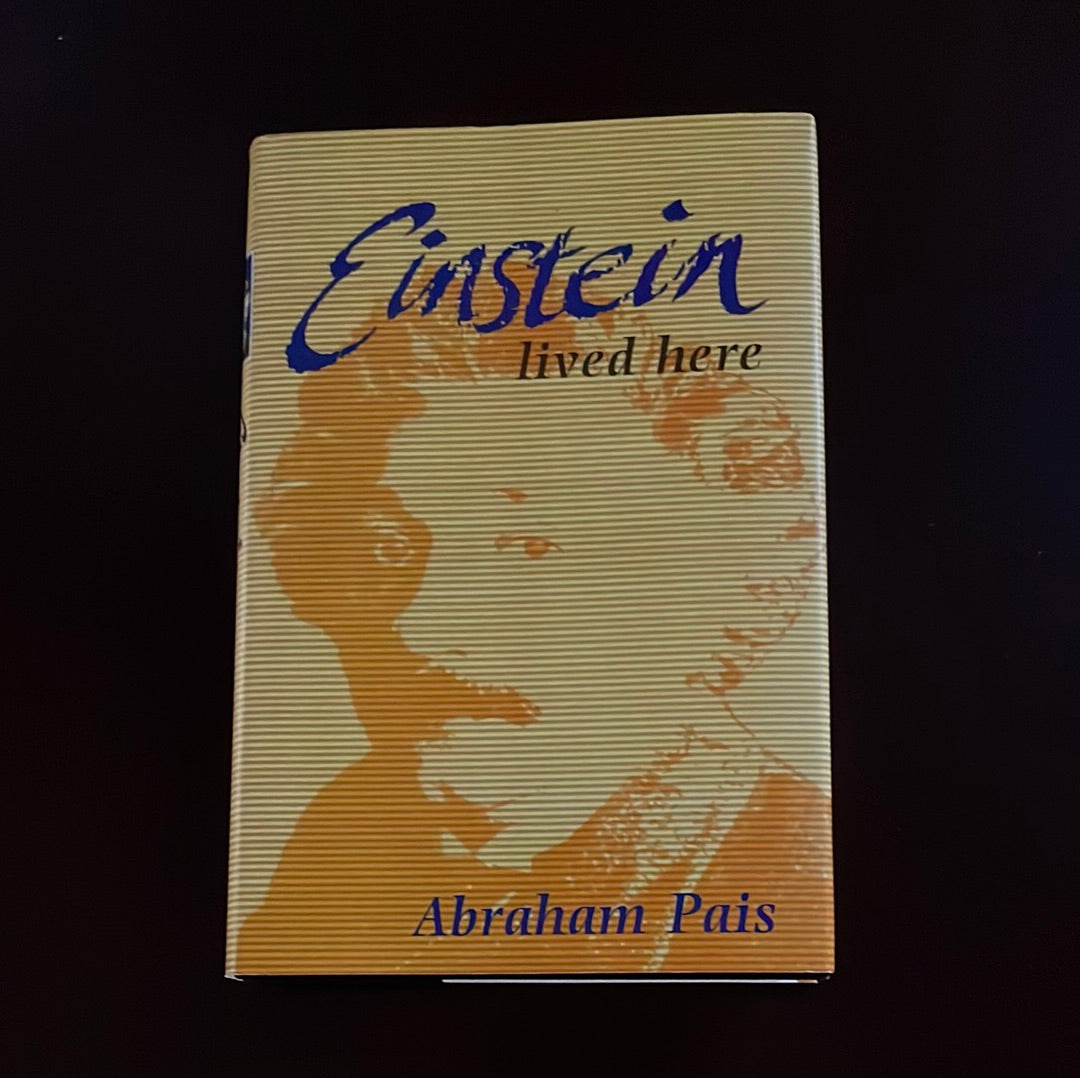 Einstein
lived here
Abraham Pais